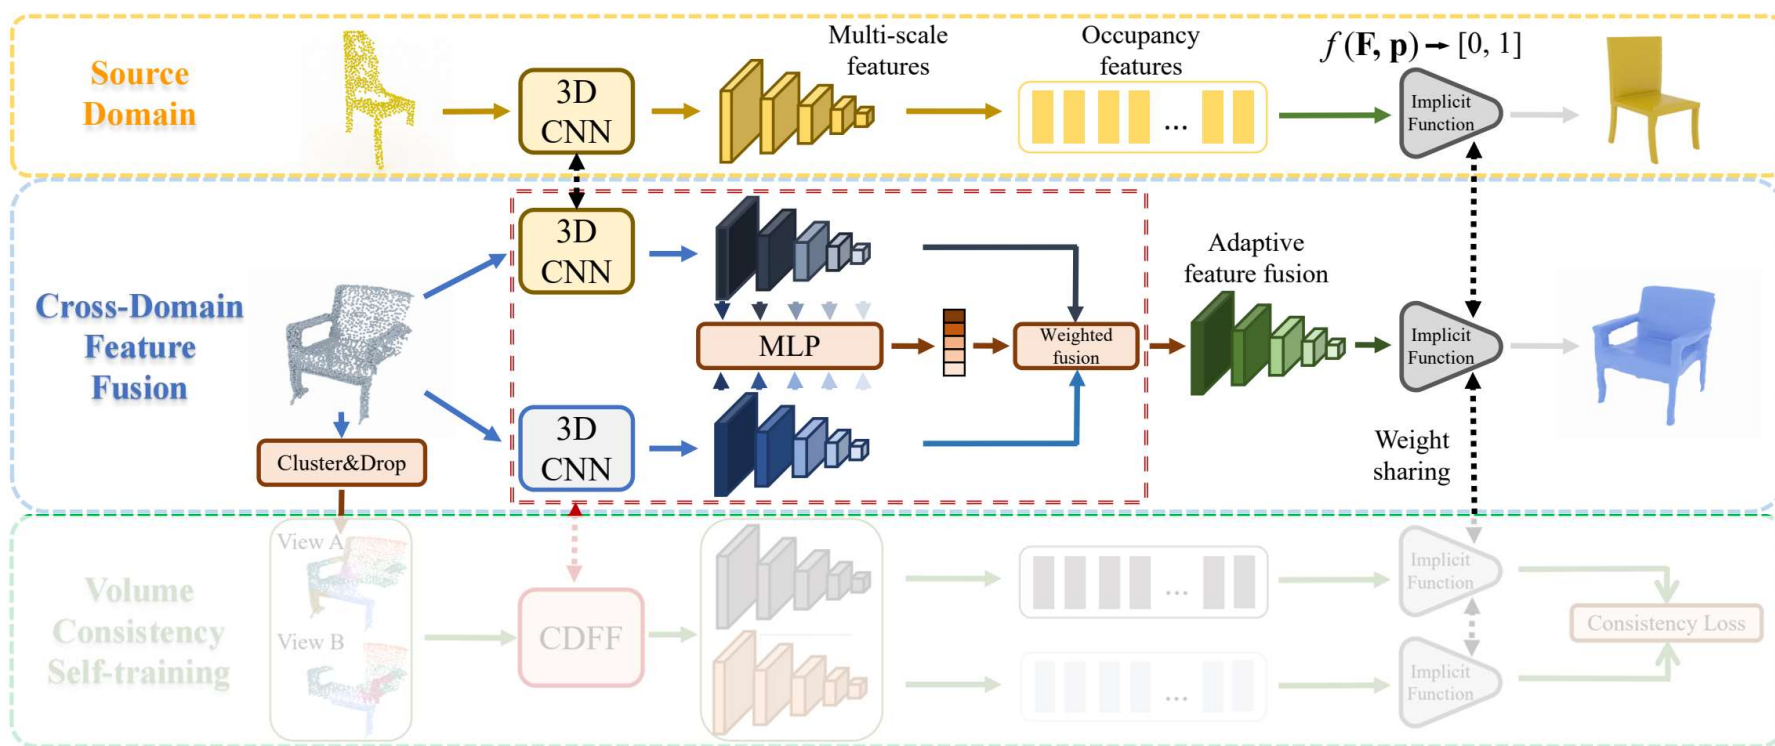 Source
Domain
3D
CNN
Multi-scale
features
Occupancy
features
...
f(F, p) → [0, 1]
Implicit
Function
Cross-Domain
Feature
Fusion
3D
CNN
MLP
3D
CNN
Weighted
fusion
Adaptive
feature fusion
Implicit
Function
Weight
sharing
Cluster&Drop
Volume
Consistency
Self-training
View A
View B
CDFF
...
...
Implicit
Function
Implicit
Function
Consistency Loss